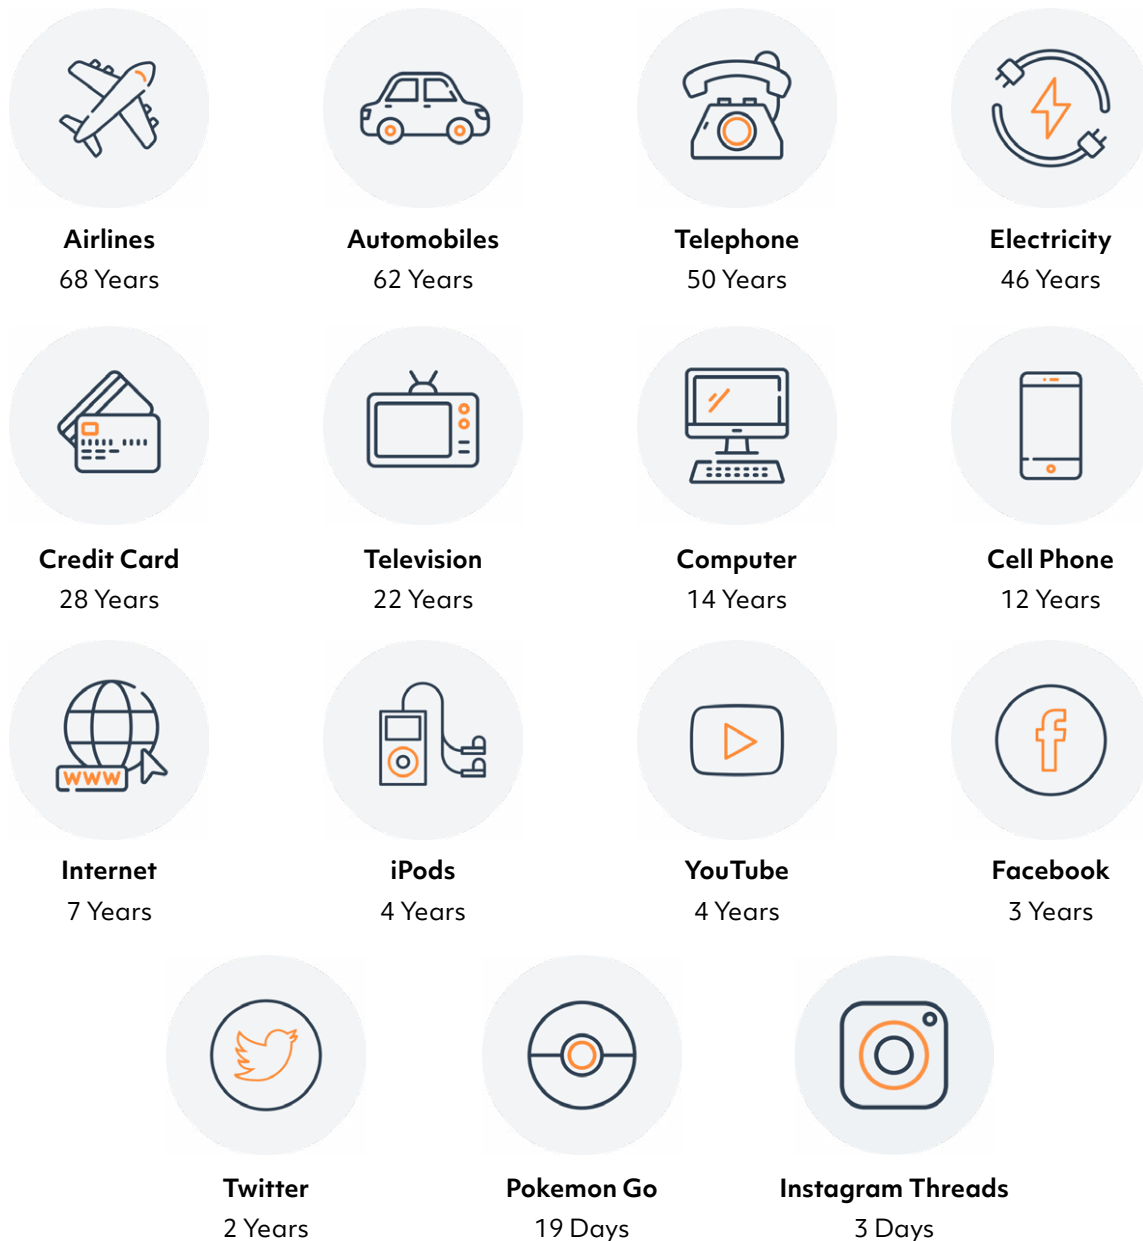 Airlines
68 Years
Automobiles
62 Years
Telephone
50 Years
Electricity
46 Years
Credit Card
28 Years
Television
22 Years
Computer
14 Years
Cell Phone
12 Years
WWW
Internet
7 Years
iPods
4 Years
YouTube
4 Years
f
Facebook
3 Years
Twitter
2 Years
Pokemon Go
19 Days
Instagram Threads
3 Days